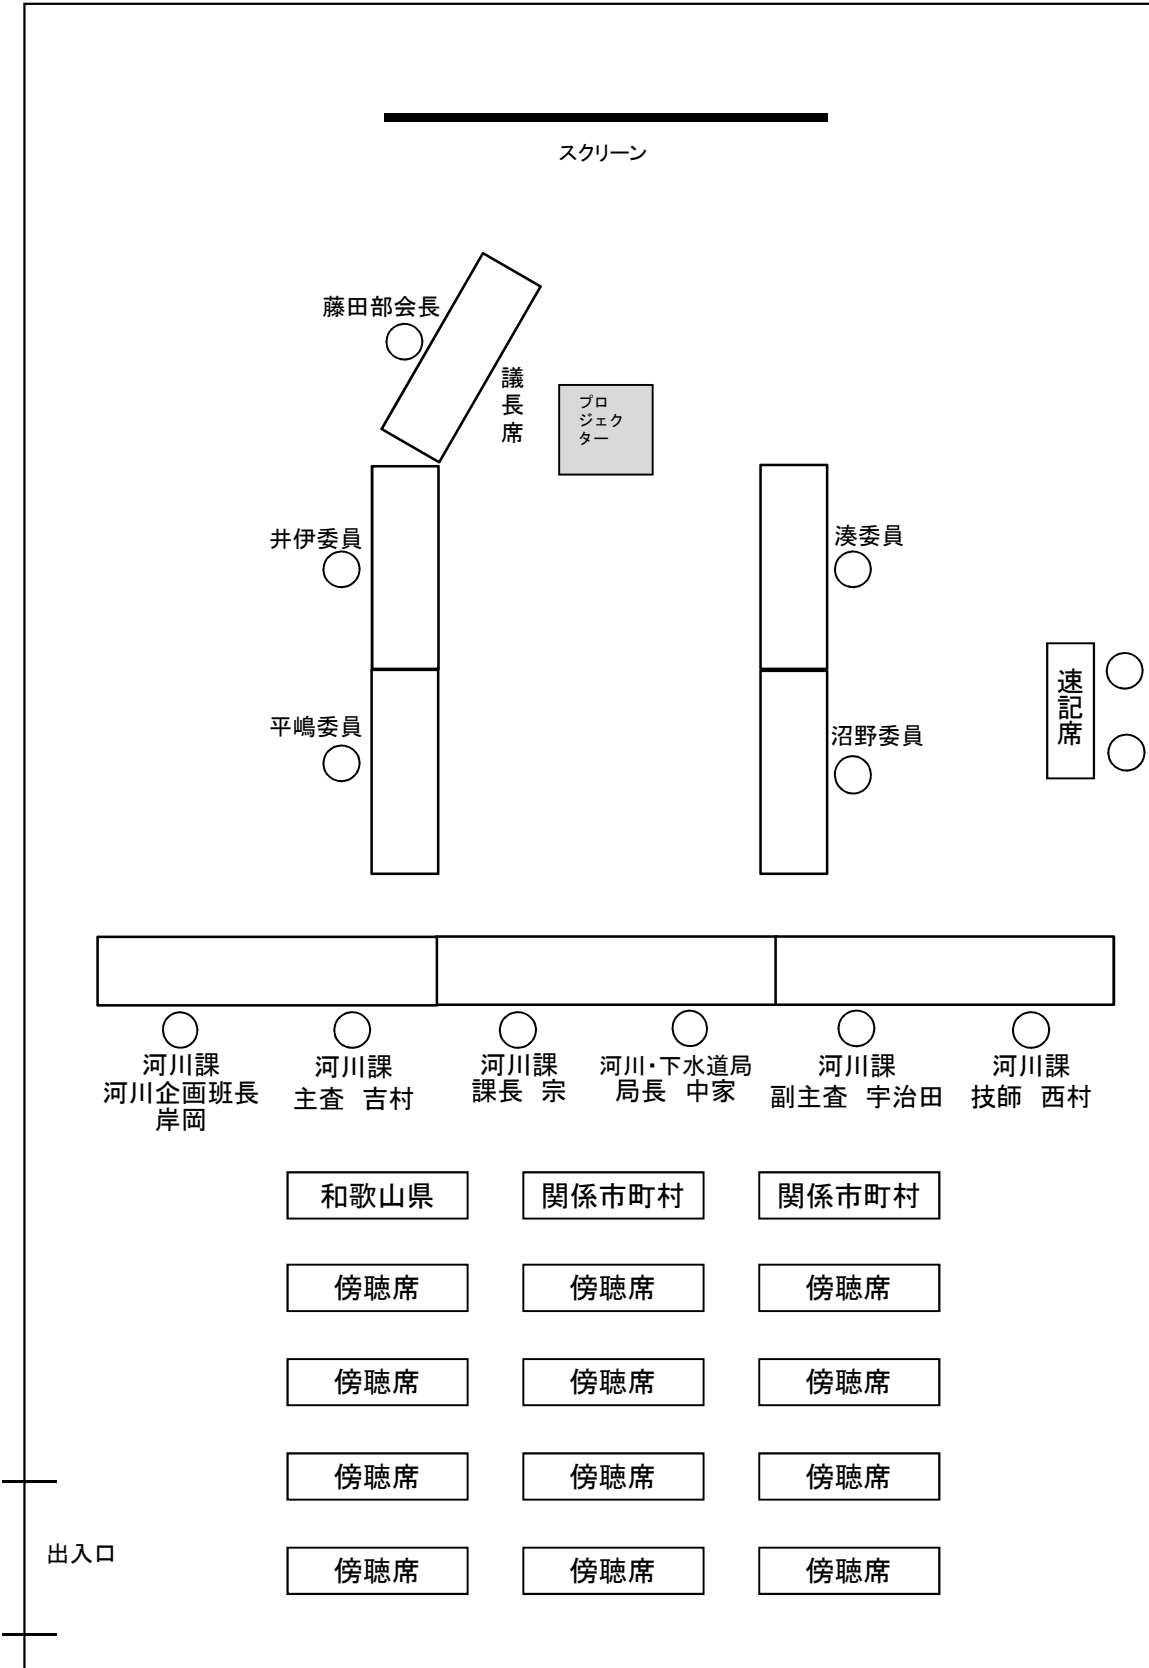 スクリーン
藤田部会長
議長席
プロ
ジェク
ター
井伊委員
湊委員
平嶋委員
沼野委員
速記席
河川課
河川企画班長
岸岡
河川課
主査　吉村
河川課
課長　宗
河川・下水道局
局長　中家
河川課
副主査　宇治田
河川課
技師　西村
和歌山県
関係市町村
関係市町村
傍聴席
傍聴席
傍聴席
傍聴席
傍聴席
傍聴席
傍聴席
傍聴席
傍聴席
出入口
傍聴席
傍聴席
傍聴席